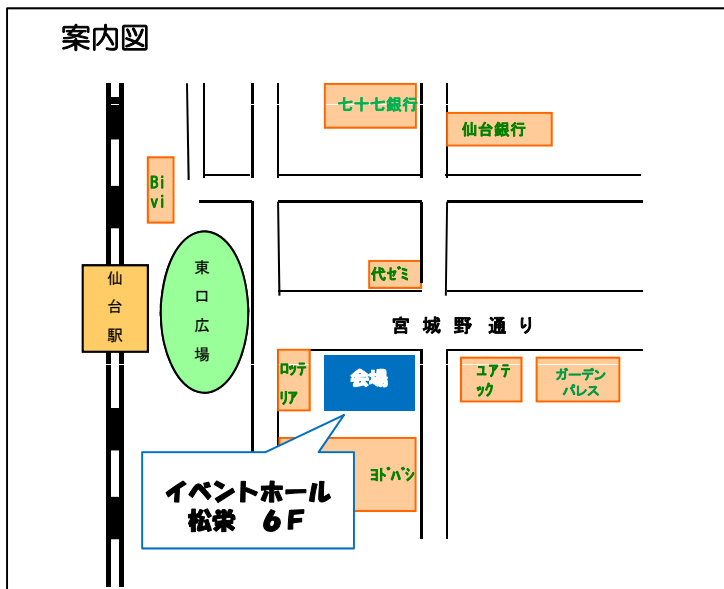 案内図
七十七銀行
仙台銀行
Bi
vi
仙
台
駅
東
口
広
場
代ゼミ
宮城野通り
ロッテ
リア
会場
ユアテ
ック
ガーデン
パレス
ヨドバシ
イベントホール
松栄 6F